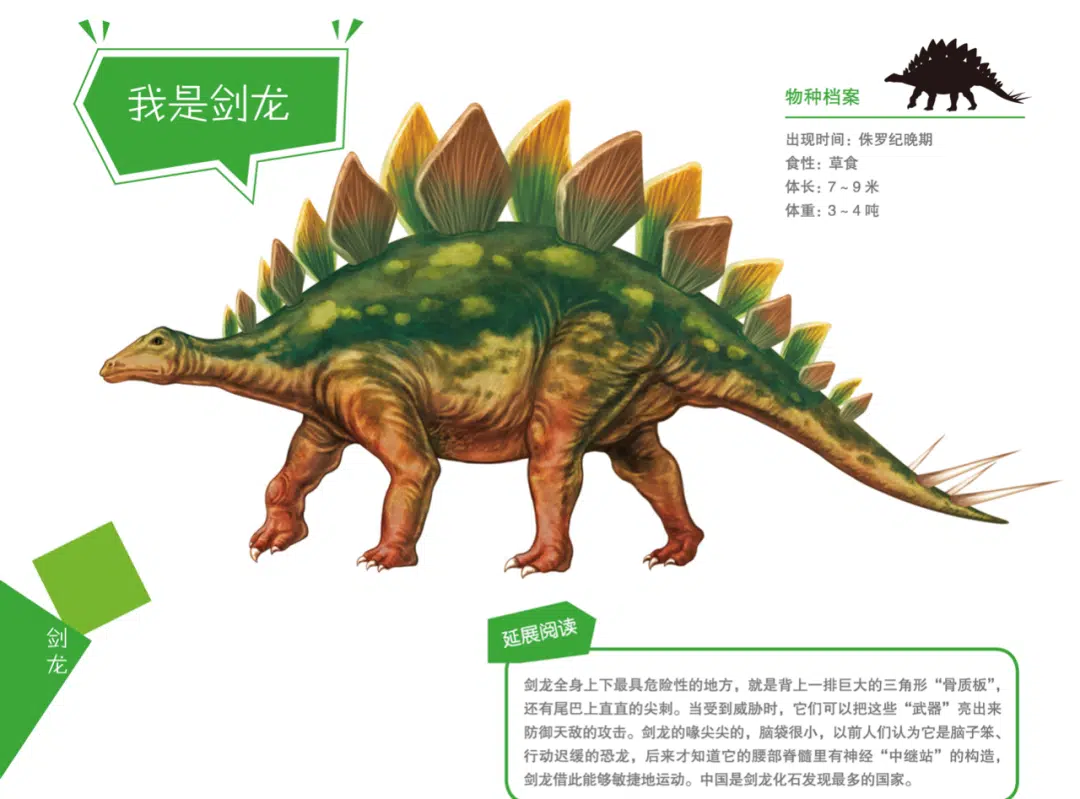 我是剑龙
物种档案
出现时间：侏罗纪晚期
食性：草食
体长：7～9 米
体重：3～4 吨
剑龙
延展阅读
剑龙全身上下最具危险性的地方，就是背上一排巨大的三角形“骨质板”，
还有尾巴上直直的尖刺。当受到威胁时，它们可以把这些“武器”亮出来
防御天敌的攻击。剑龙的喙尖尖的，脑袋很小，以前人们认为它是脑子笨、
行动迟缓的恐龙，后来才知道它的腰部脊髓里有神经“中继站”的构造，
剑龙借此能够敏捷地运动。中国是剑龙化石发现最多的国家。